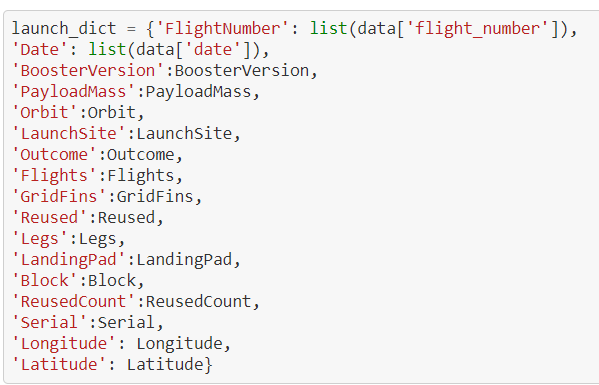 launch_dict = {'FlightNumber': list(data['flight_number']),
'Date': list(data['date']),
'BoosterVersion':BoosterVersion,
'PayloadMass':PayloadMass,
'Orbit':Orbit,
'LaunchSite':LaunchSite,
'Outcome':Outcome,
'Flights':Flights,
'GridFins':GridFins,
'Reused':Reused,
'Legs':Legs,
'LandingPad':LandingPad,
'Block':Block,
'ReusedCount':ReusedCount,
'Serial':Serial,
'Longitude': Longitude,
'Latitude': Latitude}